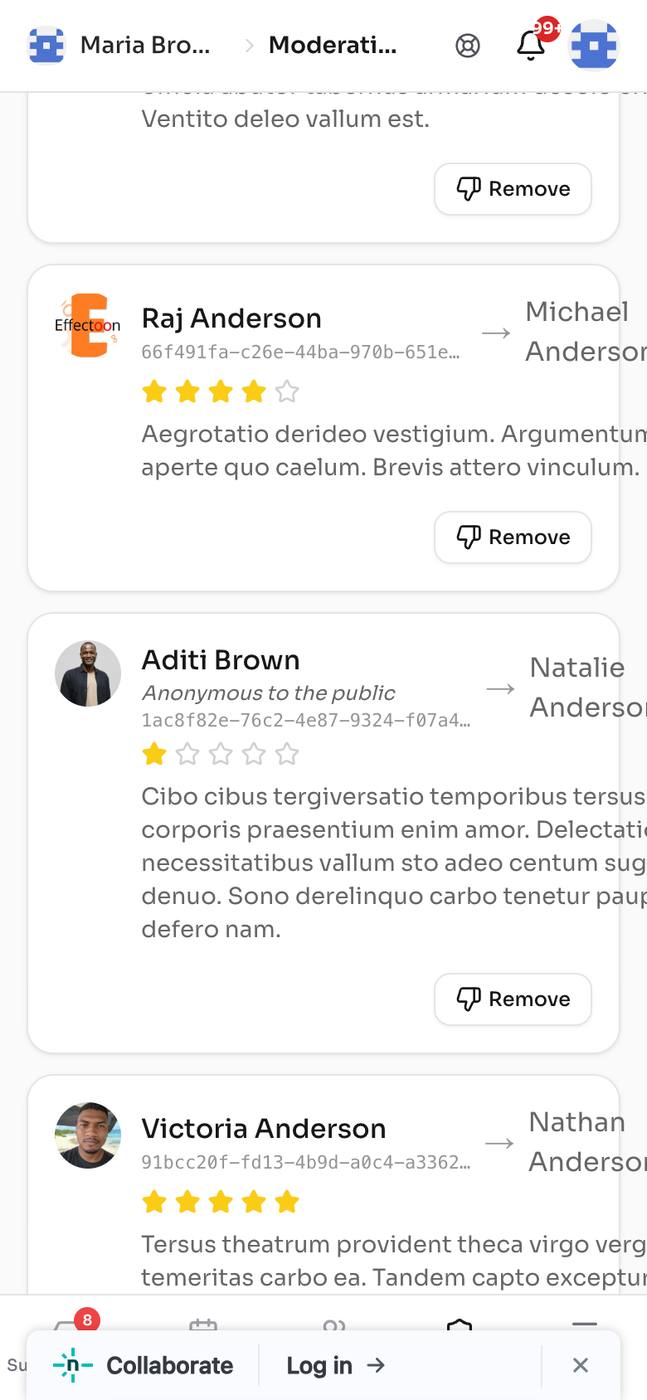 Maria Bro... Moderati... 99+
Ventito deleo vallum est.
Remove
Effectoon
Raj Anderson
66f491fa-c26e-44ba-970b-651e…
Michael
Anderson
Aegrotatio derideo vestigium. Argumentum
aperte quo caelum. Brevis attero vinculum.
Remove
Aditi Brown
Anonymous to the public
1ac8f82e-76c2-4e87-9324-f07a4…
Natalie
Anderson
Cibo cibus tergiversatio temporibus tersus
corporis praesentium enim amor. Delectatio
necessitatibus vallum sto adeo centum sug
denuo. Sono derelinquo carbo tenetur paup
defero nam.
Remove
Victoria Anderson
91bcc20f-fd13-4b9d-a0c4-a3362…
Nathan
Anderson
Tersus theatrum provident theca virgo verg
temeritas carbo ea. Tandem capto exceptur
8
Su
n Collaborate Log in →